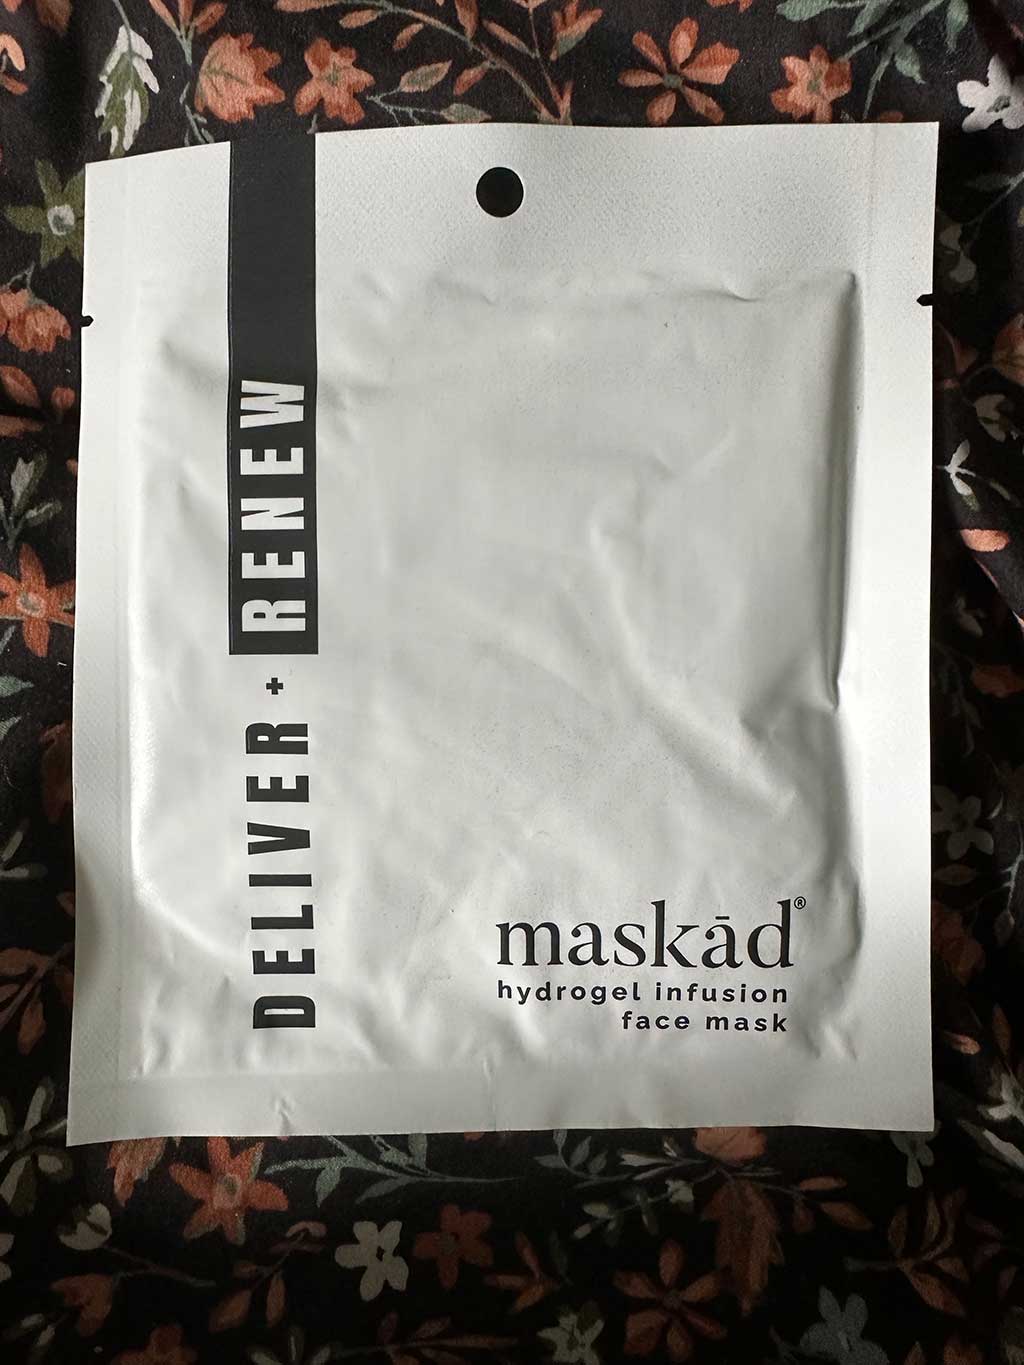 DELIVER + RENEW
maskād®
hydrogel infusion
face mask